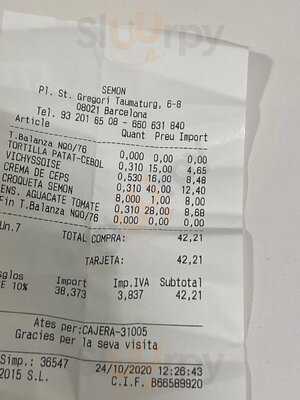 sluurpy
SEMON
Pl. St. Gregori Taumaturg, 6-8
08021 Barcelona
Tel. 93 201 65 08 - 660 631 840
Article Quant Preu Import
T.Balanza NQO/76 0,000 0,00 0,00
TORTILLA PATAT-CEBOL 0,310 15,00 4,65
VICHYSSOISE 0,530 16,00 8,48
CREMA DE CEPS 0,310 40,00 12,40
CROQUETA SEMON 8,000 1,00 8,00
ENS. AGUACATE TOMATE 0,310 28,00 8,68
Fin T.Balanza NQO/76 0,000 0,00 0,00
Un.7 TOTAL COMPRA: 42,21
TARJETA: 42,21
sglos Import Imp.IVA Subtotal
E 10% 38,373 3,837 42,21
Ates per:CAJERA-31005
Gracies per la seva visita
Simp.: 36547 24/10/2020 12:26:43
2015 S.L. C.I.F. B66589920